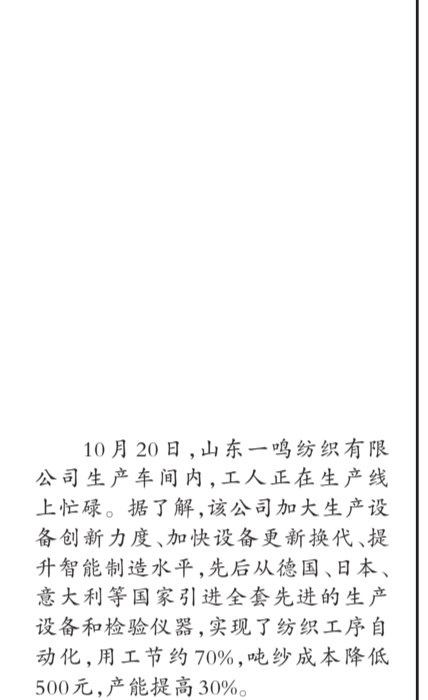 10月20日,山东一鸣纺织有限
公司生产车间内,工人正在生产线
上忙碌。据了解,该公司加大生产设
备创新力度、加快设备更新换代、提
升智能制造水平,先后从德国、日本、
意大利等国家引进全套先进的生产
设备和检验仪器,实现了纺织工序自
动化,用工节约70%,吨纱成本降低
500元,产能提高30%。